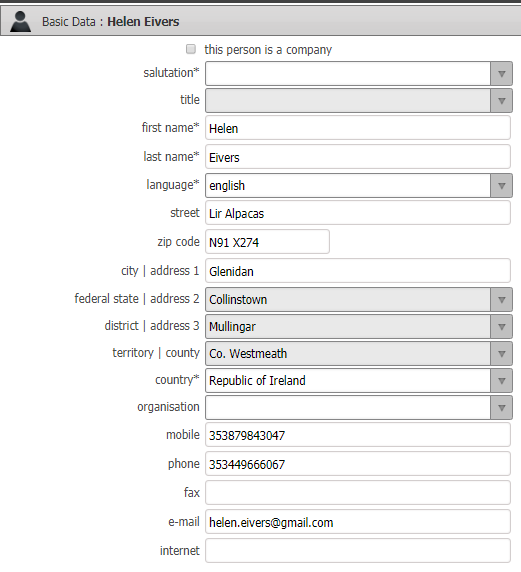 Basic Data : Helen Eivers
this person is a company
salutation*
title
first name* Helen
last name* Eivers
language* english
street Lir Alpacas
zip code N91 X274
city | address 1 Glenidan
federal state | address 2 Collinstown
district | address 3 Mullingar
territory | county Co. Westmeath
country* Republic of Ireland
organisation
mobile 353879843047
phone 353449666067
fax
e-mail helen.eivers@gmail.com
internet